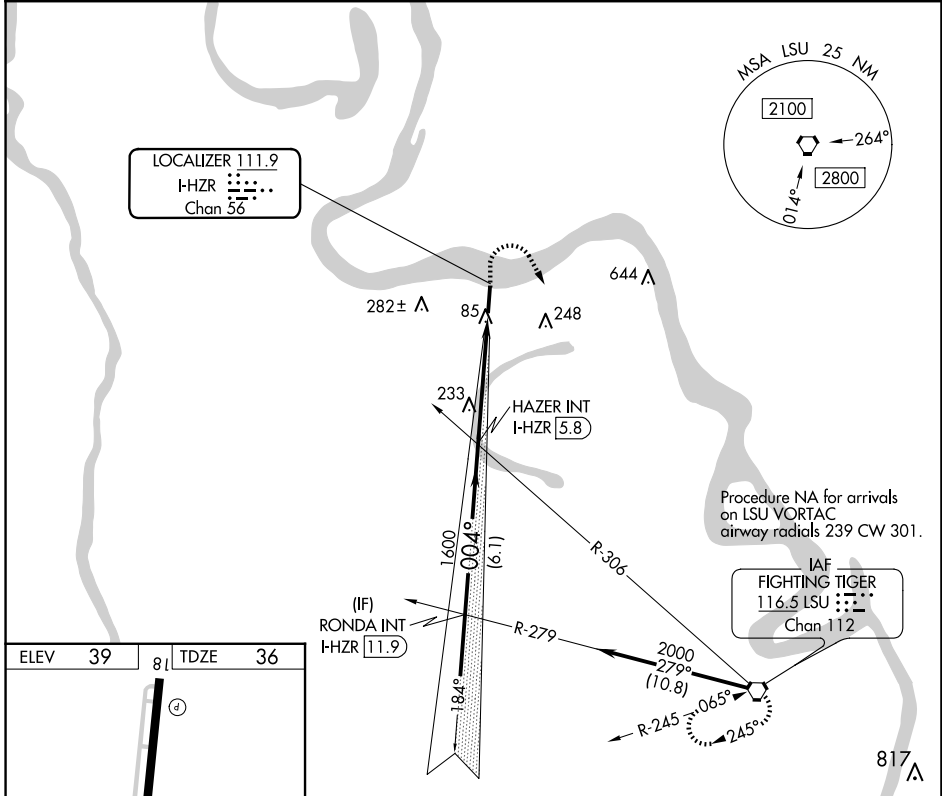 MSA LSU 25 NM
2100
264°
2800
014°
LOCALIZER 111.9
I-HZR
Chan 56
644
282±
85
248
233
HAZER INT
I-HZR 5.8
Procedure NA for arrivals
on LSU VORTAC
airway radials 239 CW 301.
1600
004°
(6.1)
R-306
IAF
FIGHTING TIGER
116.5 LSU
Chan 112
(IF)
RONDA INT
I-HZR 11.9
R-279
2000
279°
(10.8)
184°
R-245
065°
245°
817
ELEV 39
18
TDZE 36
P